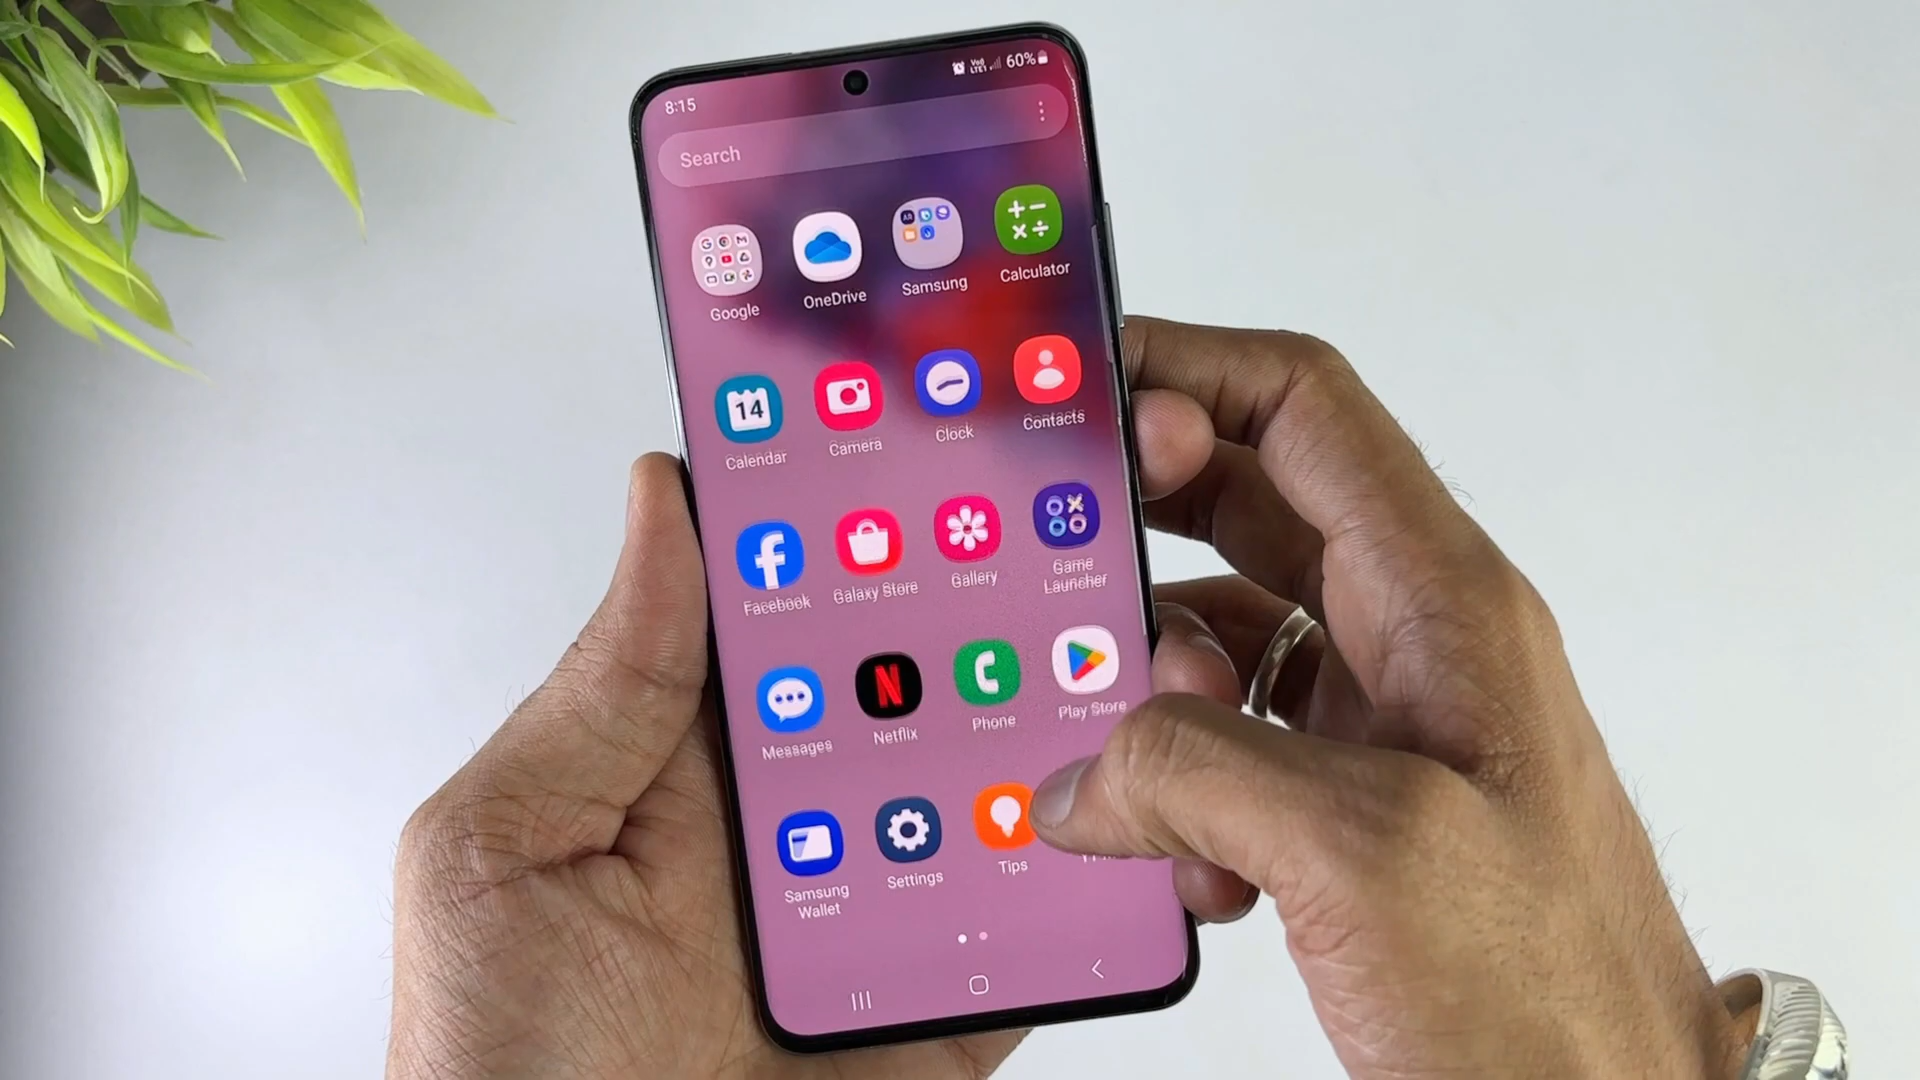 8:15
60%
Search
Google
OneDrive
Samsung
Calculator
14
Calendar
Camera
Clock
Contacts
Facebook
Galaxy Store
Gallery
Game
Launcher
Messages
Netflix
Phone
Play Store
Samsung
Wallet
Settings
Tips